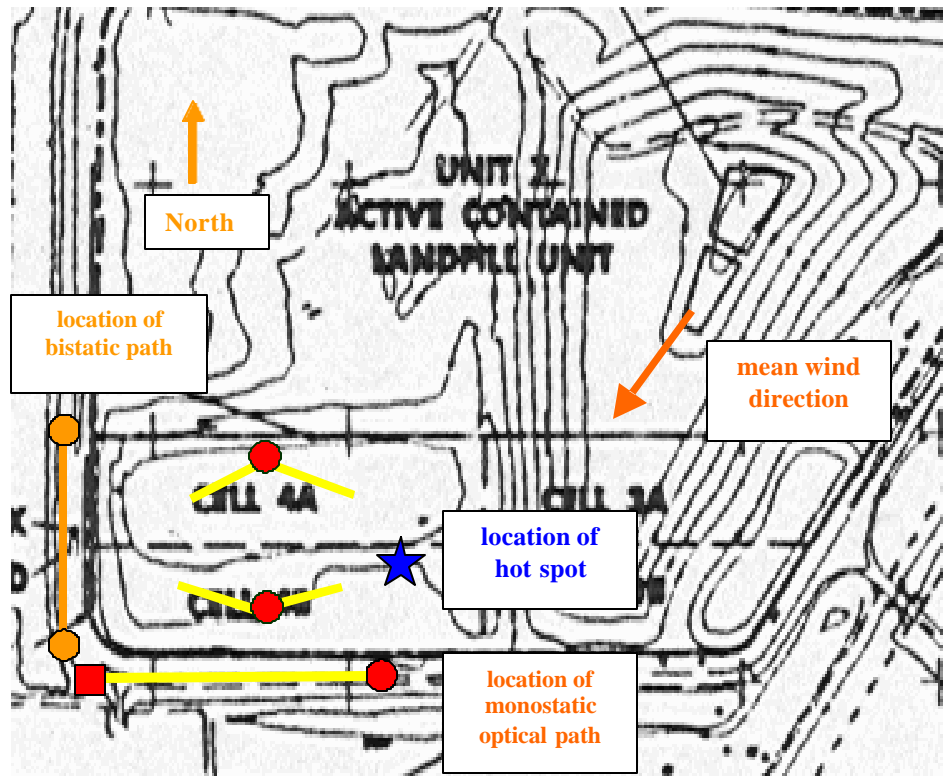 UNIT 2
ACTIVE CONTAINED
LANDFILL UNIT
North
location of
bistatic path
mean wind
direction
CELL 4A
CELL 3A
location of
hot spot
location of
monostatic
optical path